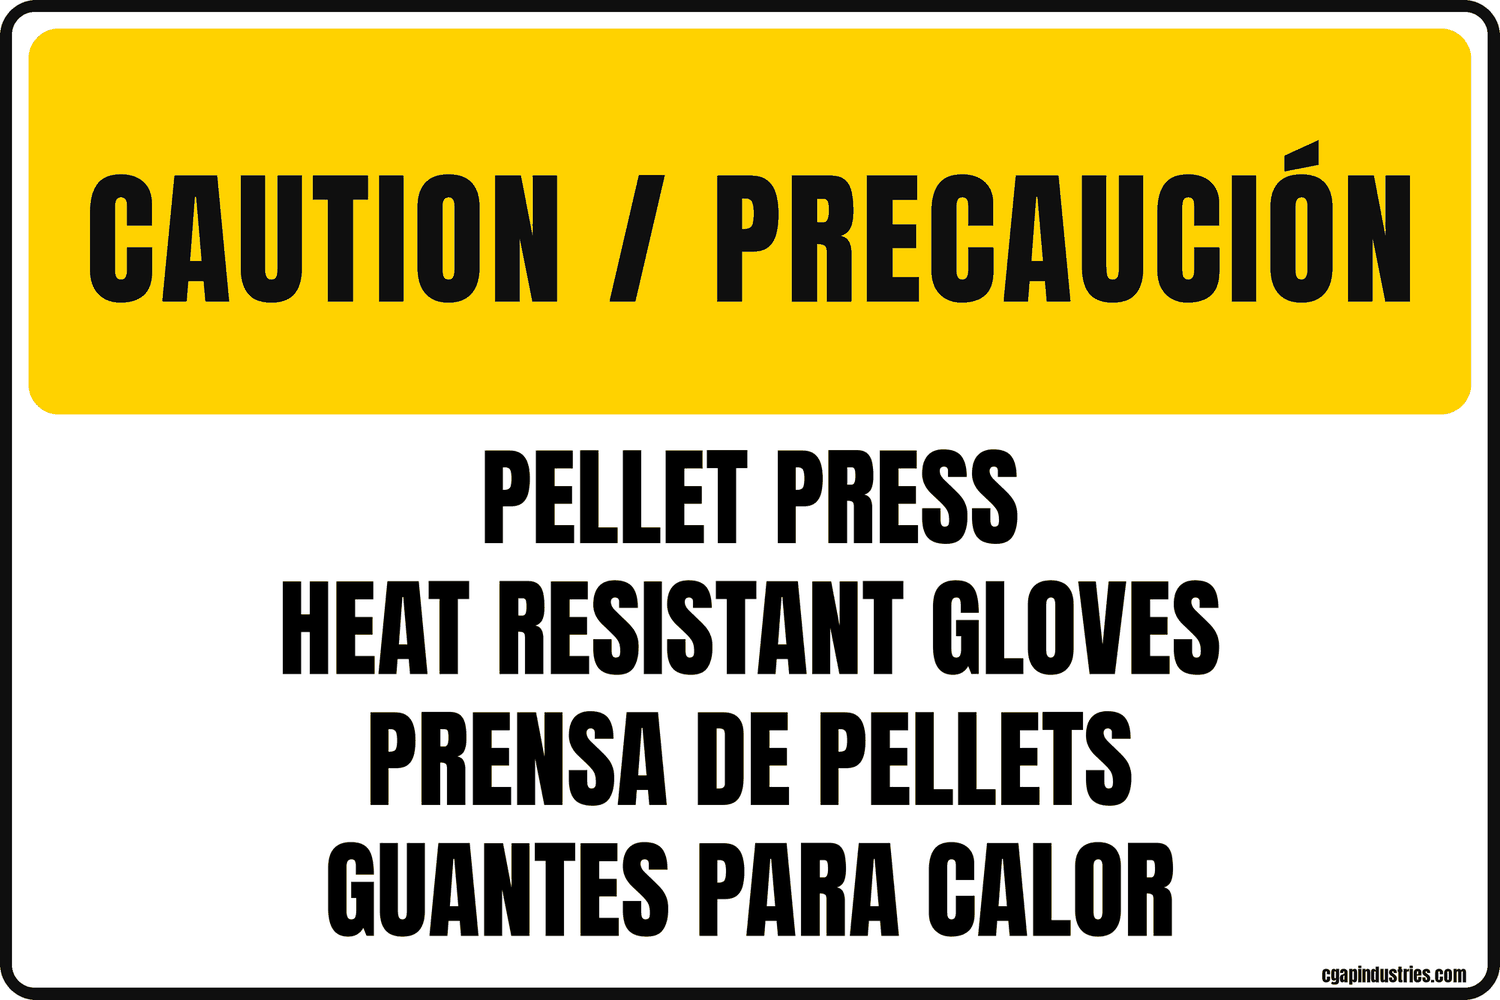 CAUTION / PRECAUCIÓN
PELLET PRESS
HEAT RESISTANT GLOVES
PRENSA DE PELLETS
GUANTES PARA CALOR
cgapindustries.com